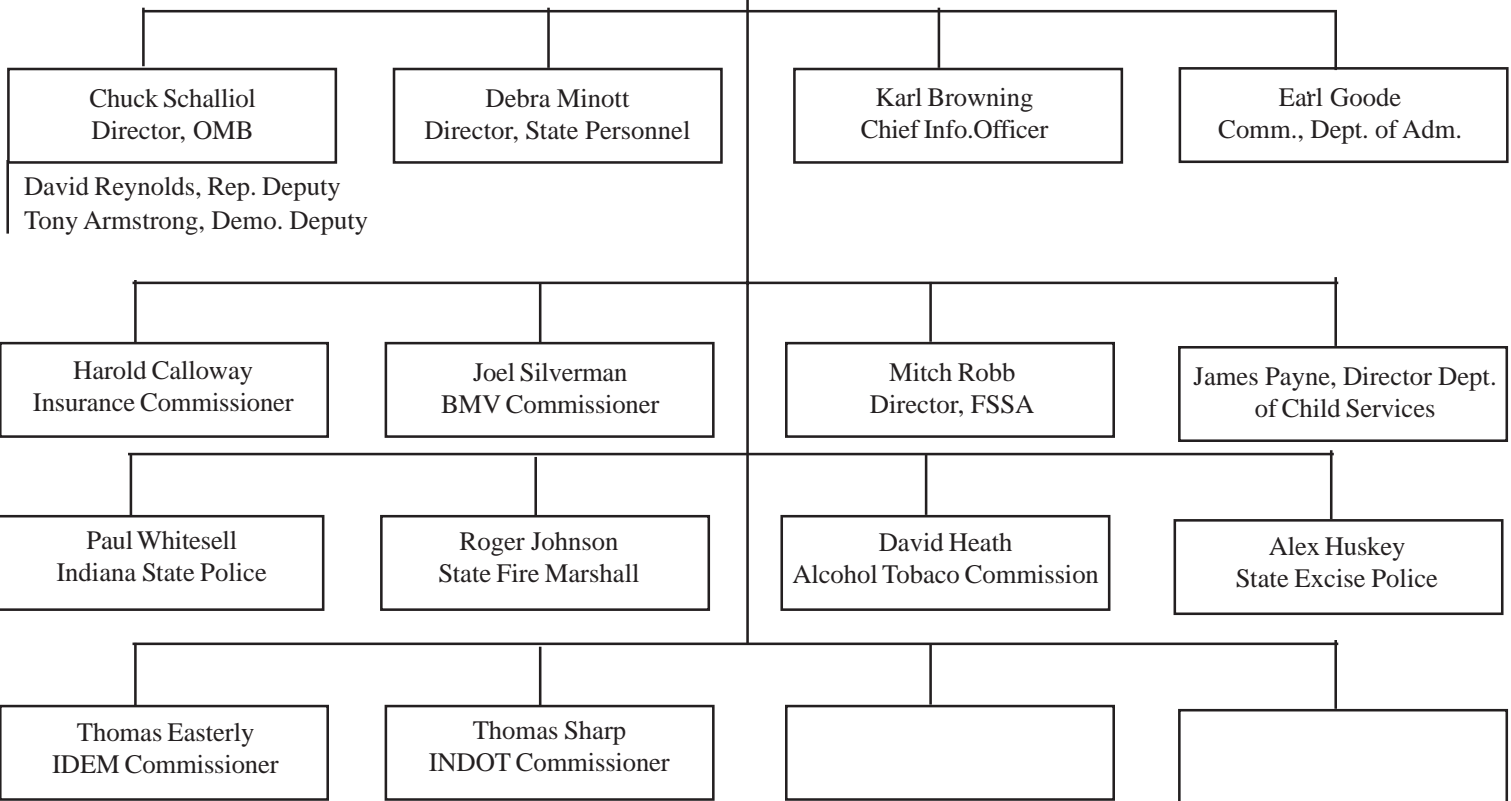 Chuck Schalliol
Director, OMB
Debra Minott
Director, State Personnel
Karl Browning
Chief Info.Officer
Earl Goode
Comm., Dept. of Adm.
David Reynolds, Rep. Deputy
Tony Armstrong, Demo. Deputy
Harold Calloway
Insurance Commissioner
Joel Silverman
BMV Commissioner
Mitch Robb
Director, FSSA
James Payne, Director Dept.
of Child Services
Paul Whitesell
Indiana State Police
Roger Johnson
State Fire Marshall
David Heath
Alcohol Tobaco Commission
Alex Huskey
State Excise Police
Thomas Easterly
IDEM Commissioner
Thomas Sharp
INDOT Commissioner